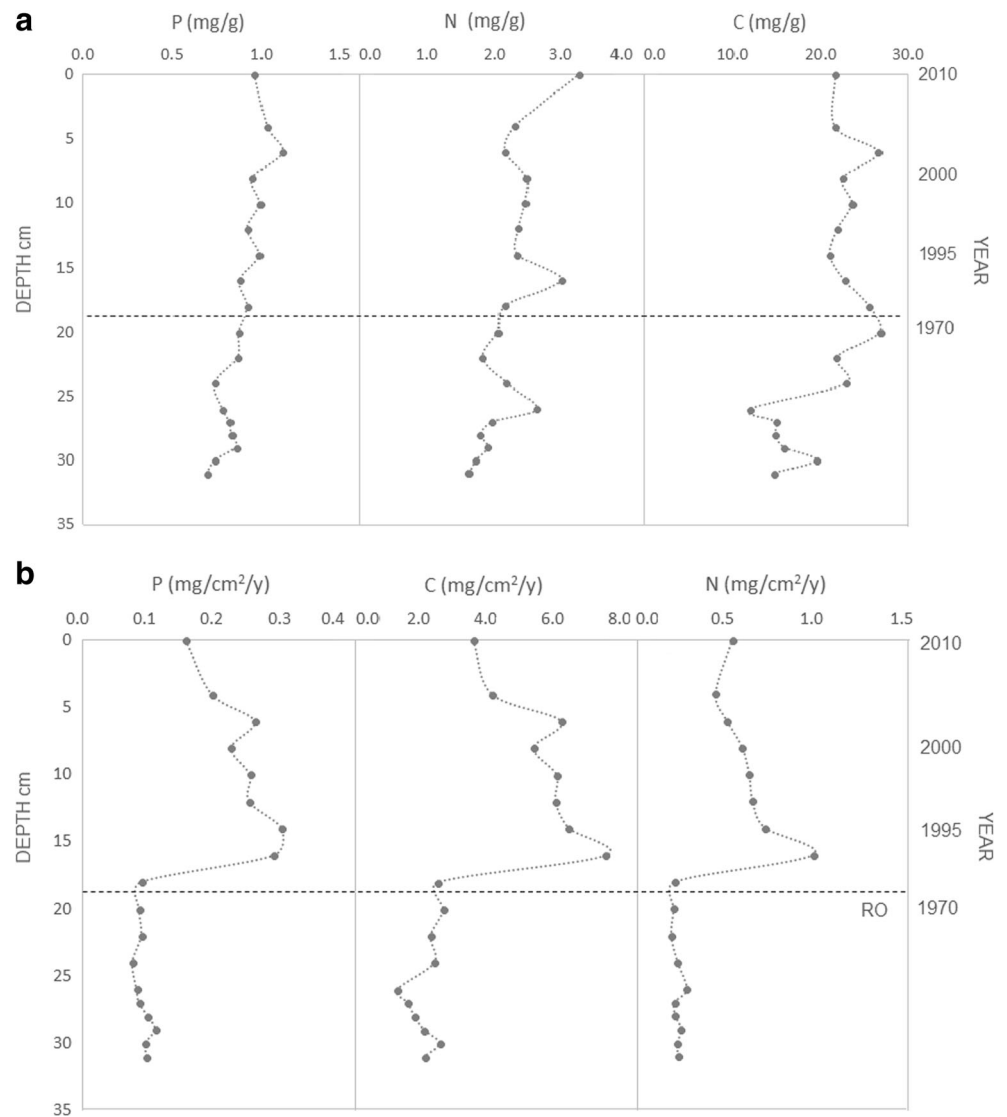 a
P (mg/g) N (mg/g) C (mg/g)
0.0 0.5 1.0 1.5 1.0 2.0 3.0 4.0 0.0 10.0 20.0 30.0
0 2010
5
2000
10
15 1995
20 1970
25
30
35
DEPTH cm
YEAR
b
P (mg/cm²/y) C (mg/cm²/y) N (mg/cm²/y)
0.0 0.1 0.2 0.3 0.4 0.0 2.0 4.0 6.0 8.0 0.0 0.5 1.0 1.5
0 2010
5
2000
10
15 1995
20 RO 1970
25
30
35
DEPTH cm
YEAR